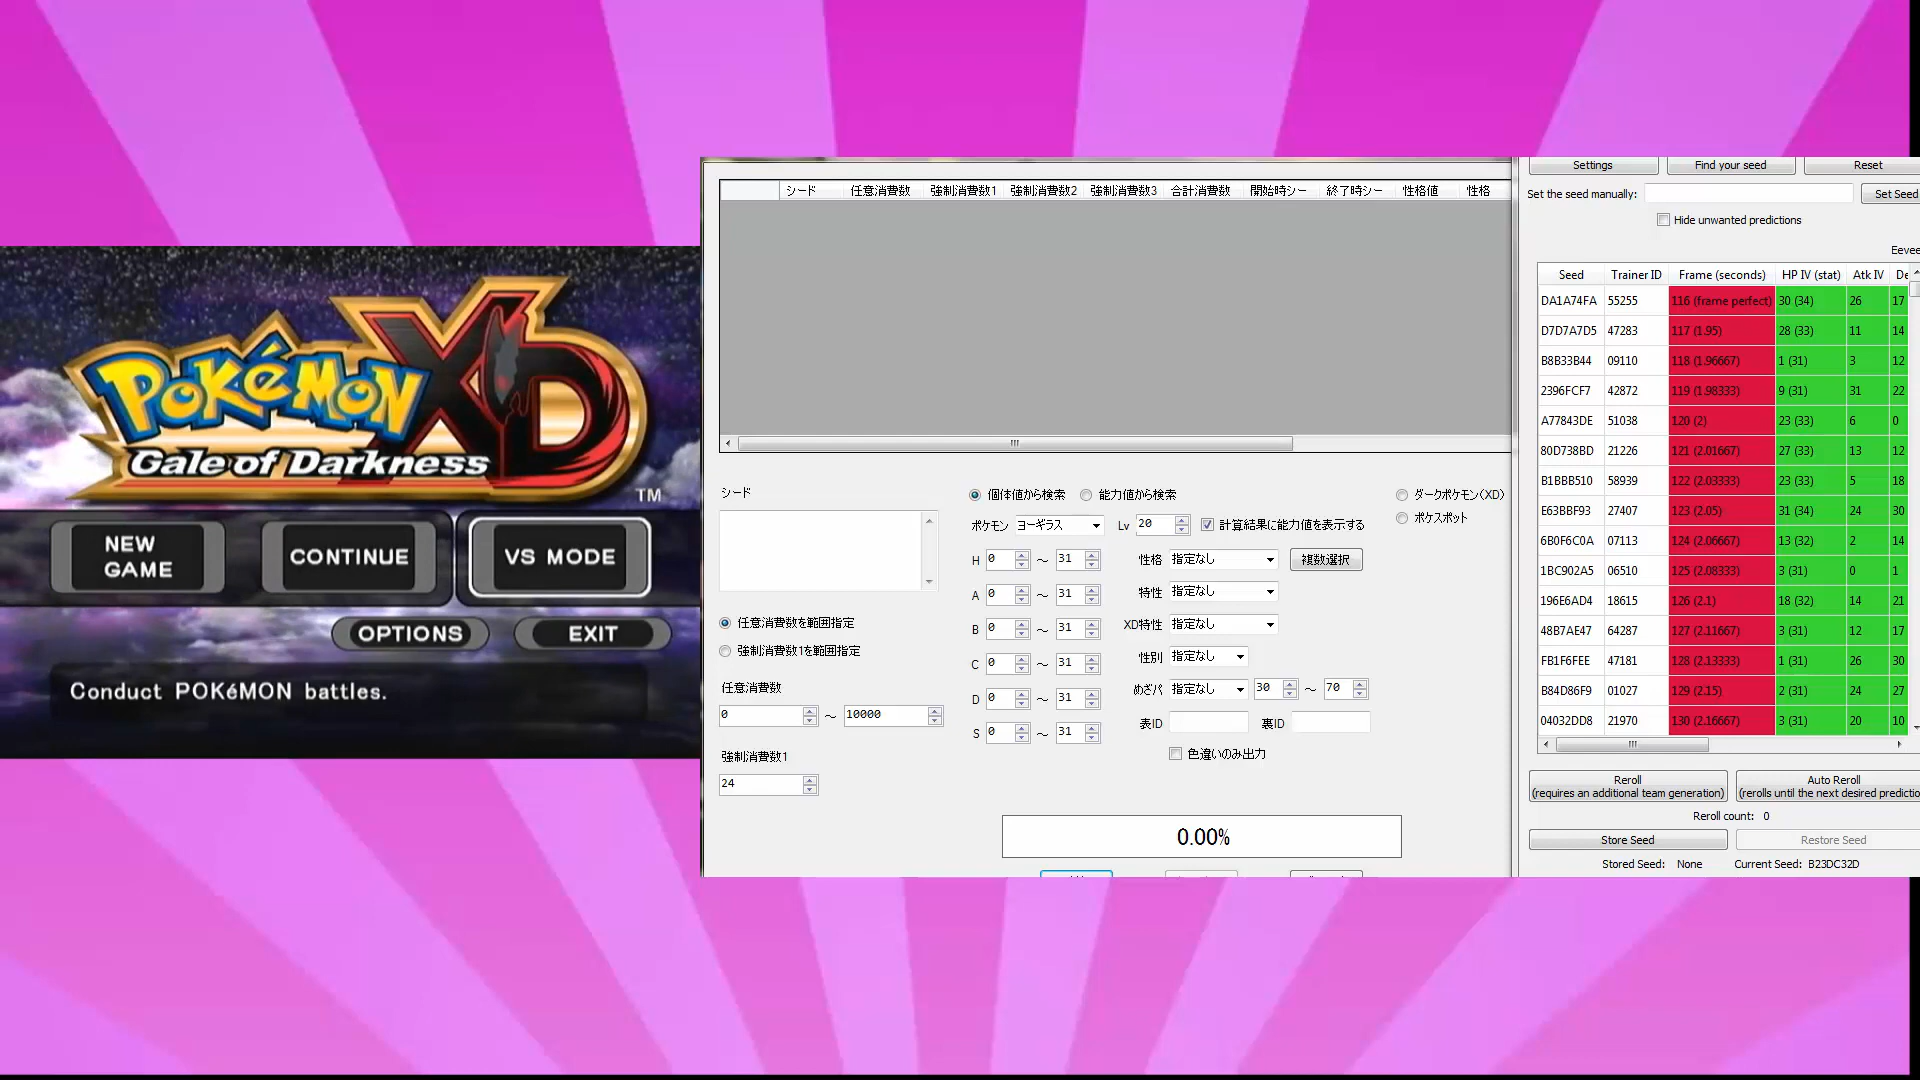 POKéMON XD
Gale of Darkness
TM
NEW GAME
CONTINUE
VS MODE
OPTIONS
EXIT
Conduct POKéMON battles.
シード 任意消費数 強制消費数1 強制消費数2 強制消費数3 合計消費数 開始時シー 終了時シー 性格値 性格
シード
任意消費数を範囲指定
強制消費数1を範囲指定
任意消費数
0 ～ 10000
強制消費数1
24
個体値から検索 能力値から検索
ポケモン ヨーギラス Lv 20 計算結果に能力値を表示する
H 0 ～ 31
A 0 ～ 31
B 0 ～ 31
C 0 ～ 31
D 0 ～ 31
S 0 ～ 31
性格 指定なし 複数選択
特性 指定なし
XD特性 指定なし
性別 指定なし
めざパ 指定なし 30 ～ 70
表ID 裏ID
色違いのみ出力
ダークポケモン(XD)
ポケスポット
0.00%
Settings Find your seed Reset
Set the seed manually: Set Seed
Hide unwanted predictions
Eevee
Seed Trainer ID Frame (seconds) HP IV (stat) Atk IV De
DA1A74FA 55255 116 (frame perfect) 30 (34) 26 17
D7D7A7D5 47283 117 (1.95) 28 (33) 11 14
B8B33B44 09110 118 (1.96667) 1 (31) 3 12
2396FCF7 42872 119 (1.98333) 9 (31) 31 22
A77843DE 51038 120 (2) 23 (33) 6 0
80D738BD 21226 121 (2.01667) 27 (33) 13 12
B1BBB510 58939 122 (2.03333) 23 (33) 5 18
E63BBF93 27407 123 (2.05) 31 (34) 24 30
6B0F6C0A 07113 124 (2.06667) 13 (32) 2 14
1BC902A5 06510 125 (2.08333) 3 (31) 0 1
196E6AD4 18615 126 (2.1) 18 (32) 14 21
48B7AE47 64287 127 (2.11667) 3 (31) 12 17
FB1F6FEE 47181 128 (2.13333) 1 (31) 26 30
B84D86F9 01027 129 (2.15) 2 (31) 24 27
04032DD8 21970 130 (2.16667) 3 (31) 20 10
Reroll
(requires an additional team generation)
Auto Reroll
(rerolls until the next desired predictio
Reroll count: 0
Store Seed Restore Seed
Stored Seed: None Current Seed: B23DC32D